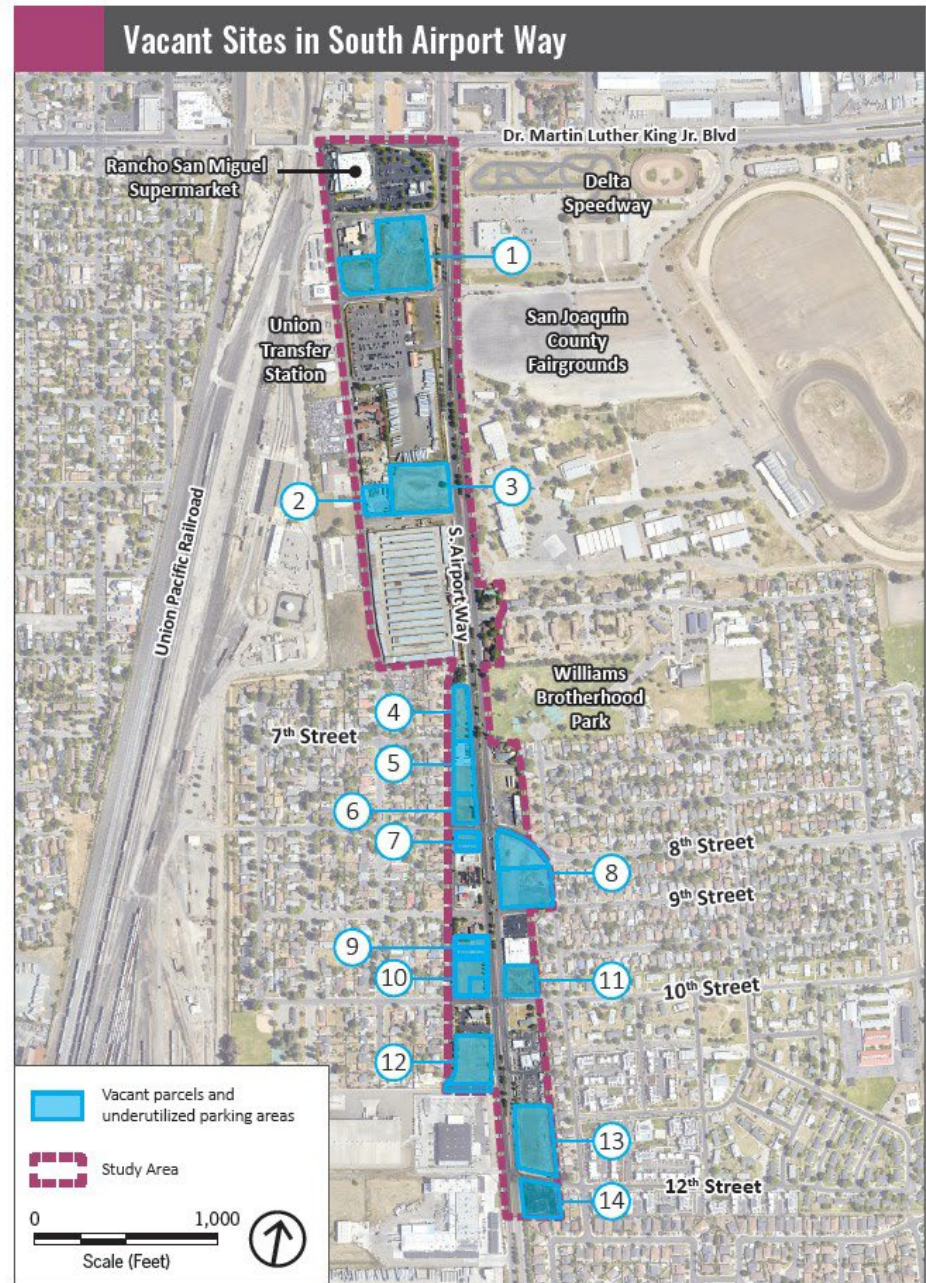 Vacant Sites in South Airport Way
Dr. Martin Luther King Jr. Blvd
Rancho San Miguel
Supermarket
Delta
Speedway
1
Union
Transfer
Station
San Joaquin
County
Fairgrounds
2
3
Union Pacific Railroad
S. Airport Way
Williams
Brotherhood
Park
4
7th Street
5
6
7
8th Street
8
9th Street
9
10
11
10th Street
12
13
12th Street
14
Vacant parcels and
underutilized parking areas
Study Area
0 1,000
Scale (Feet)